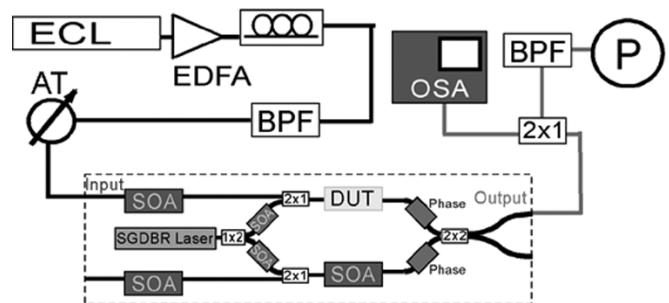 ECL
EDFA
BPF
P
OSA
AT
BPF
2x1
Input
SOA
2x1
DUT
Phase
Output
SOA
SGDBR Laser
1x2
2x2
SOA
Phase
SOA
2x1
SOA